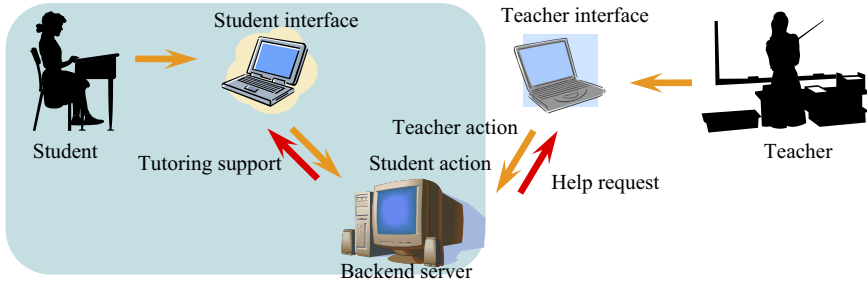 Student interface
Teacher interface
Student
Teacher action
Teacher
Tutoring support
Student action
Help request
Backend server